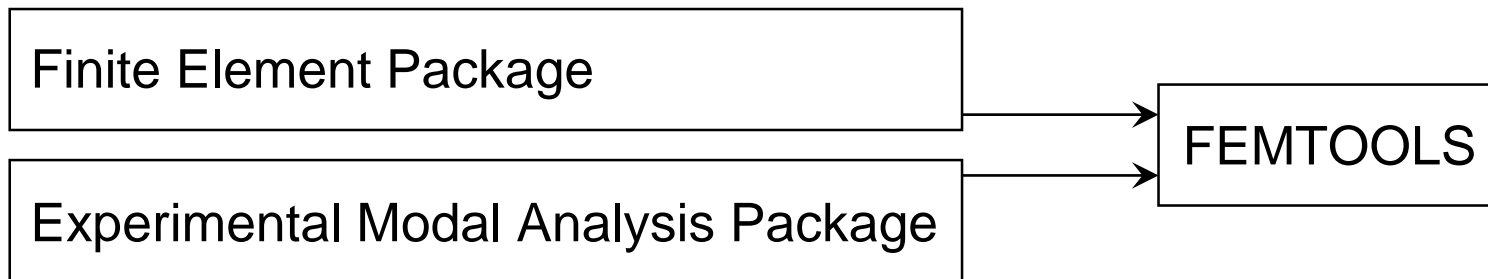 Finite Element Package
FEMTOOLS
Experimental Modal Analysis Package